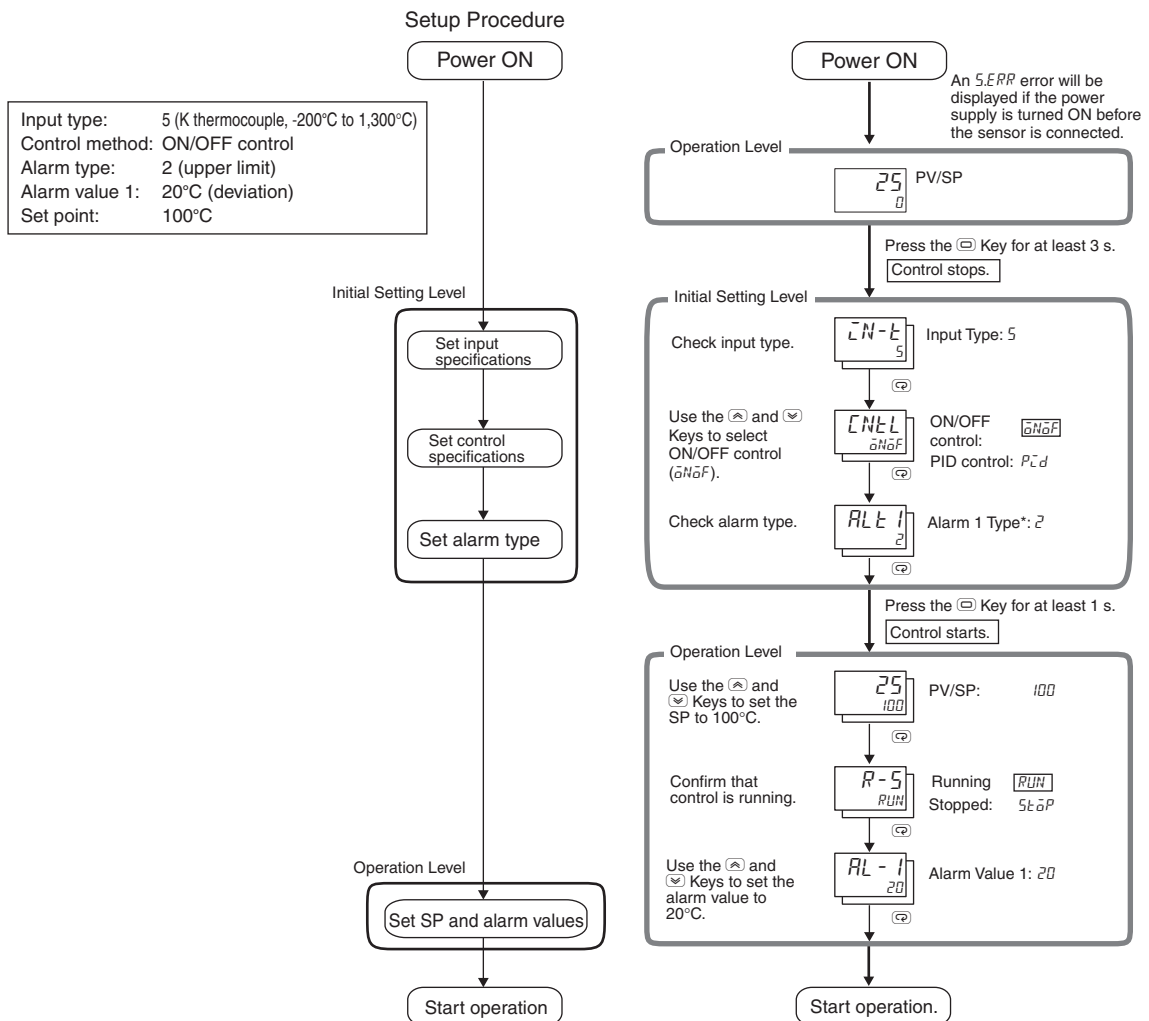 Setup Procedure
Power ON
Input type: 5 (K thermocouple, -200°C to 1,300°C)
Control method: ON/OFF control
Alarm type: 2 (upper limit)
Alarm value 1: 20°C (deviation)
Set point: 100°C
Initial Setting Level
Set input
specifications
Set control
specifications
Set alarm type
Operation Level
Set SP and alarm values
Start operation
Power ON
An S.ERR error will be
displayed if the power
supply is turned ON before
the sensor is connected.
Operation Level
25
0
PV/SP
Press the Key for at least 3 s.
Control stops.
Initial Setting Level
Check input type.
IN-t
5
Input Type: 5
Use the and
Keys to select
ON/OFF control
(oNoF).
CNtL
oNoF
ON/OFF
control: oNoF
PID control: PId
Check alarm type.
ALt1
2
Alarm 1 Type*: 2
Press the Key for at least 1 s.
Control starts.
Operation Level
Use the and
Keys to set the
SP to 100°C.
25
100
PV/SP: 100
Confirm that
control is running.
R-S
RUN
Running RUN
Stopped: StoP
Use the and
Keys to set the
alarm value to
20°C.
AL-1
20
Alarm Value 1: 20
Start operation.